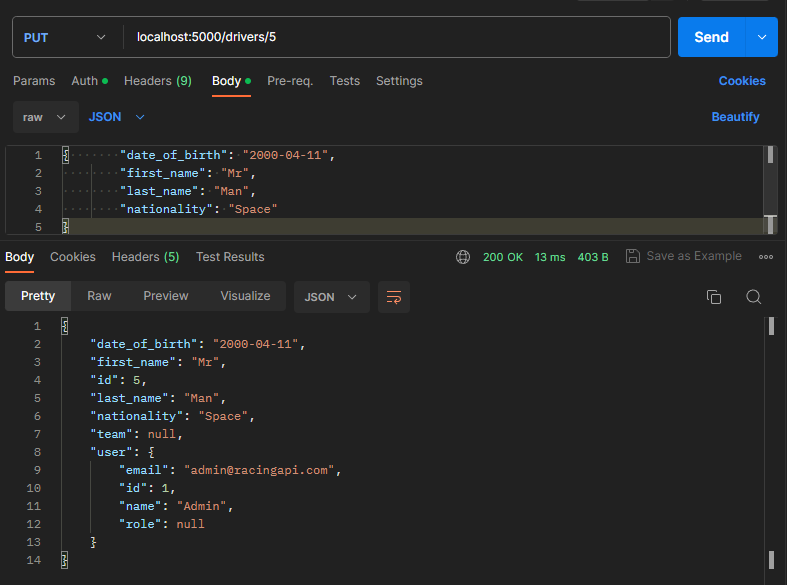 PUT localhost:5000/drivers/5 Send
Params Auth Headers (9) Body Pre-req. Tests Settings Cookies
raw JSON Beautify
1 { "date_of_birth": "2000-04-11",
2 "first_name": "Mr",
3 "last_name": "Man",
4 "nationality": "Space"
5 }
Body Cookies Headers (5) Test Results 200 OK 13 ms 403 B Save as Example
Pretty Raw Preview Visualize JSON
1 {
2 "date_of_birth": "2000-04-11",
3 "first_name": "Mr",
4 "id": 5,
5 "last_name": "Man",
6 "nationality": "Space",
7 "team": null,
8 "user": {
9 "email": "admin@racingapi.com",
10 "id": 1,
11 "name": "Admin",
12 "role": null
13 }
14 }